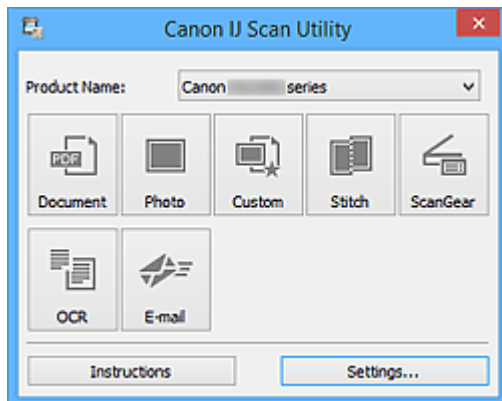 Canon IJ Scan Utility
Product Name: Canon series
Document Photo Custom Stitch ScanGear
PDF
OCR E-mail
Instructions Settings...